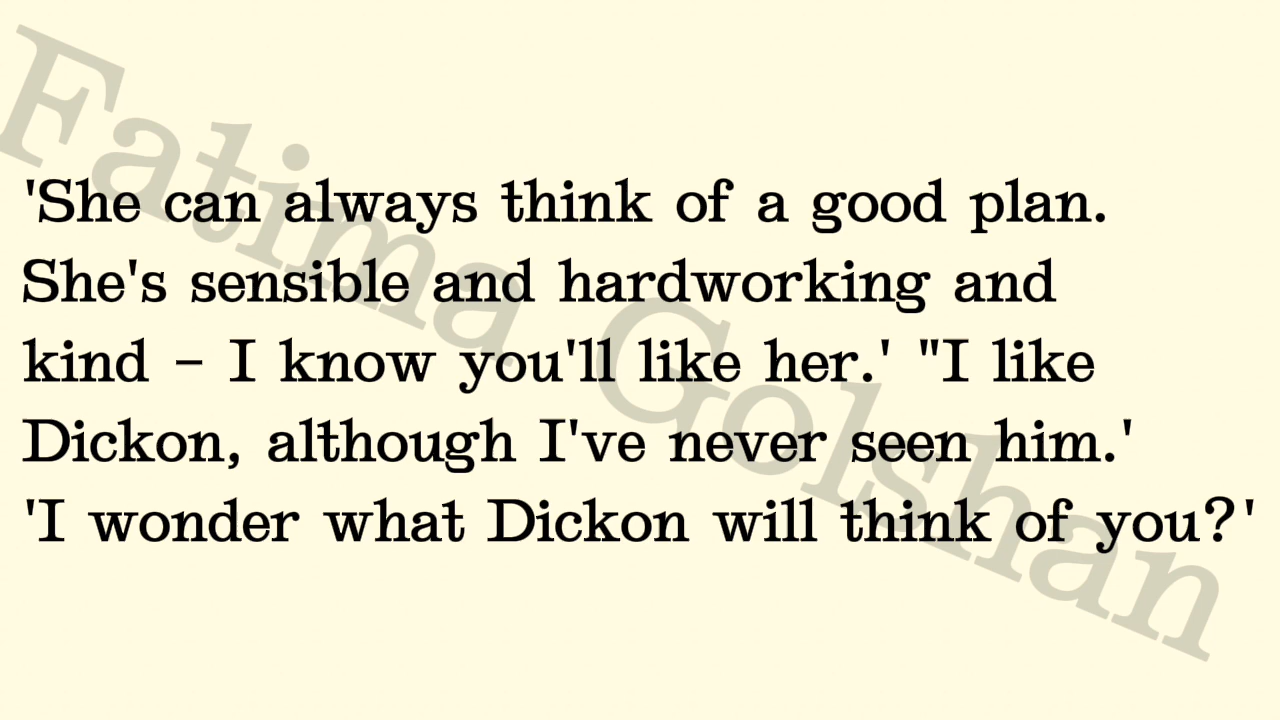 'She can always think of a good plan.
She's sensible and hardworking and
kind - I know you'll like her.' "I like
Dickon, although I've never seen him.'
'I wonder what Dickon will think of you?'
Fatima Golshan